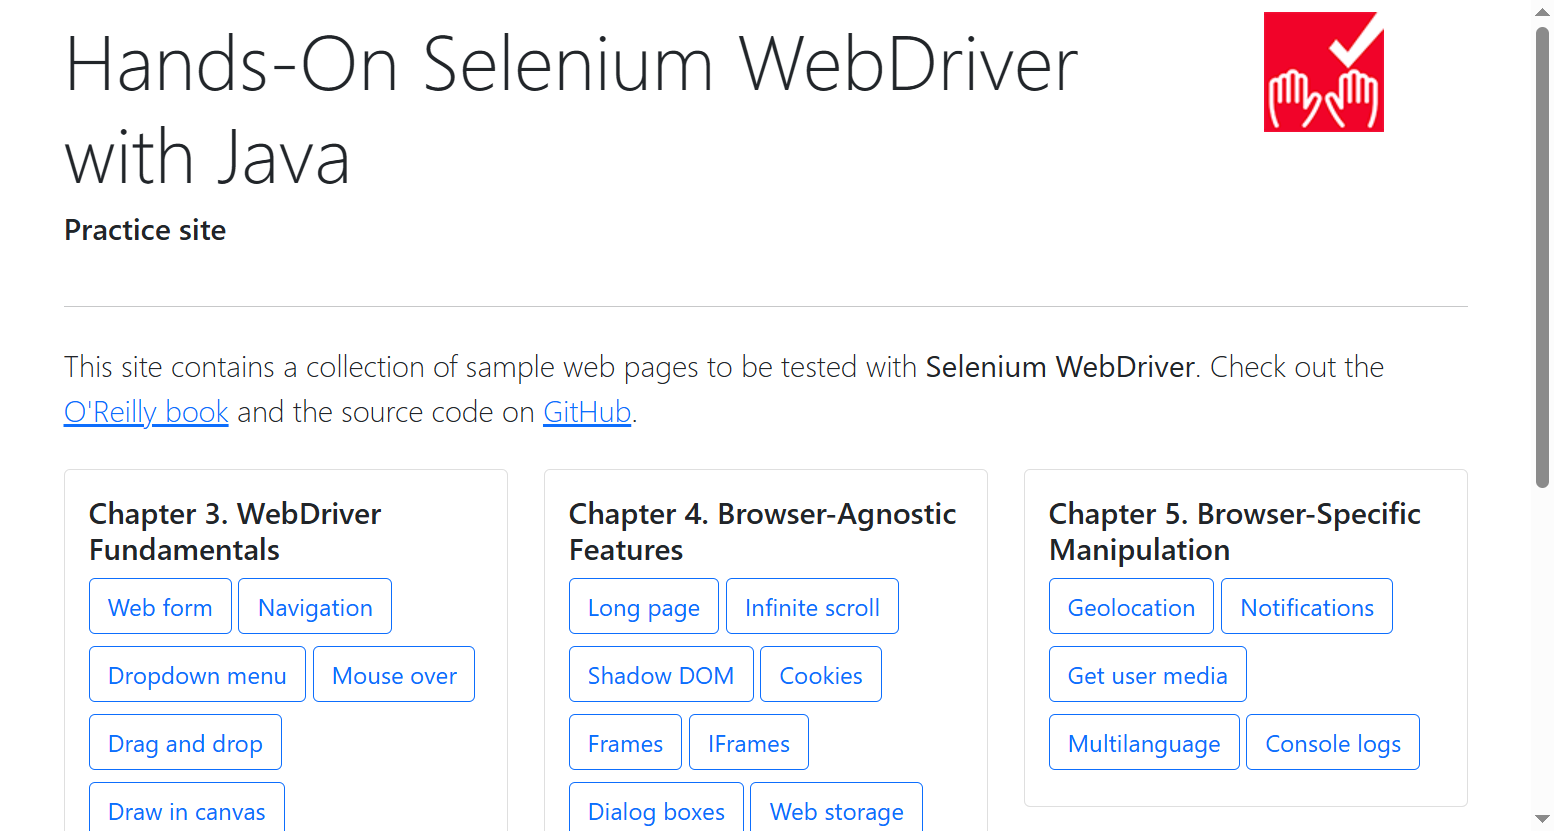 Hands-On Selenium WebDriver
with Java
Practice site
This site contains a collection of sample web pages to be tested with Selenium WebDriver. Check out the
O'Reilly book and the source code on GitHub.
Chapter 3. WebDriver
Fundamentals
Web form Navigation
Dropdown menu Mouse over
Drag and drop
Draw in canvas
Chapter 4. Browser-Agnostic
Features
Long page Infinite scroll
Shadow DOM Cookies
Frames IFrames
Dialog boxes Web storage
Chapter 5. Browser-Specific
Manipulation
Geolocation Notifications
Get user media
Multilanguage Console logs